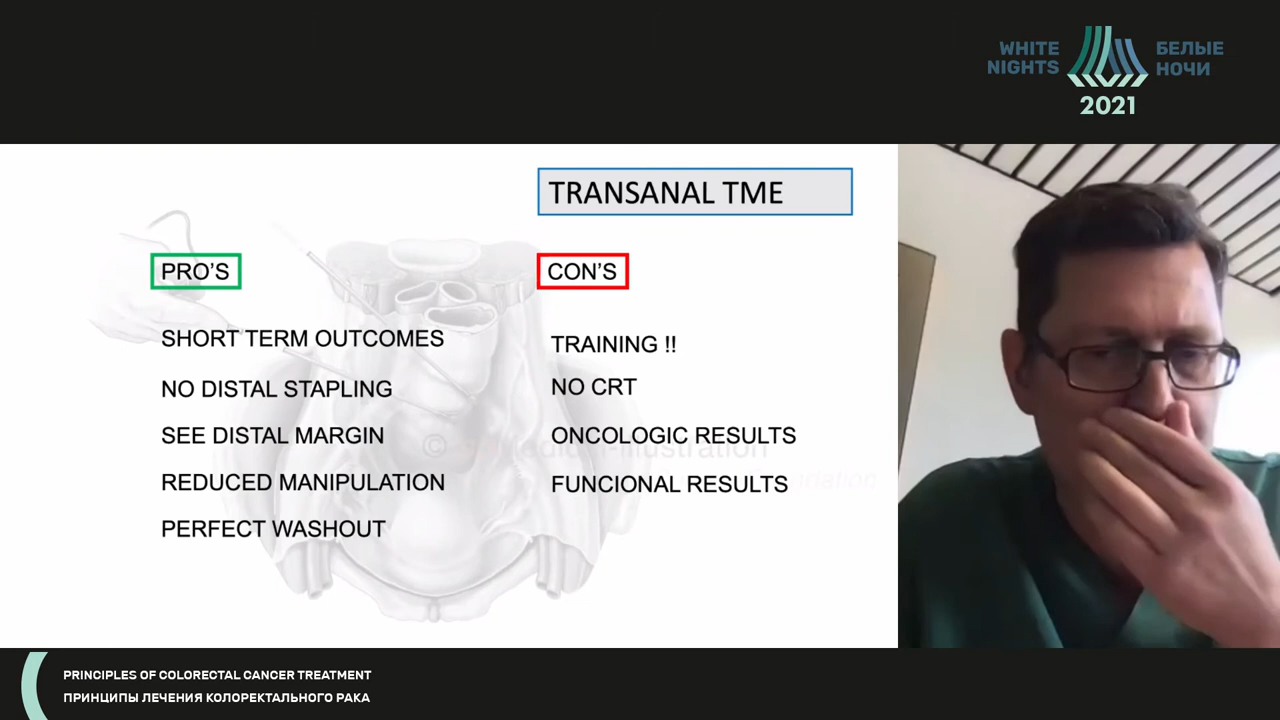 WHITE
NIGHTS
БЕЛЫЕ
НОЧИ
2021
TRANSANAL TME
PRO'S
SHORT TERM OUTCOMES
NO DISTAL STAPLING
SEE DISTAL MARGIN
REDUCED MANIPULATION
PERFECT WASHOUT
CON'S
TRAINING !!
NO CRT
ONCOLOGIC RESULTS
FUNCIONAL RESULTS
PRINCIPLES OF COLORECTAL CANCER TREATMENT
ПРИНЦИПЫ ЛЕЧЕНИЯ КОЛОРЕКТАЛЬНОГО РАКА